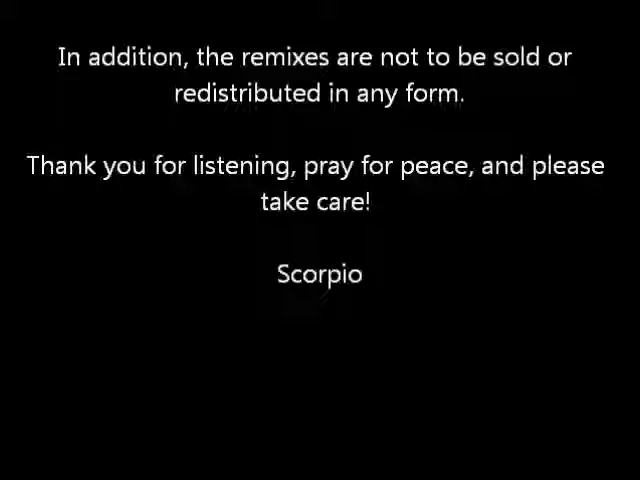 In addition, the remixes are not to be sold or
redistributed in any form.
Thank you for listening, pray for peace, and please
take care!
Scorpio